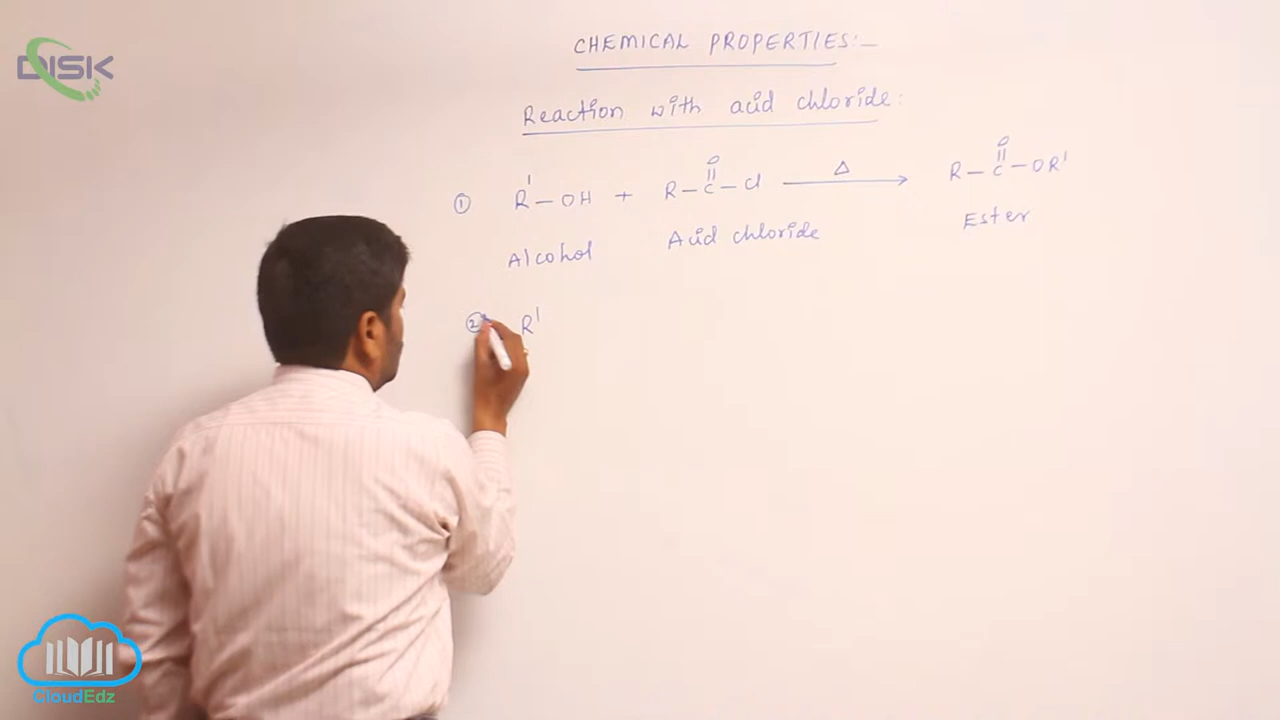 DISK
CHEMICAL PROPERTIES:-
Reaction with acid chloride:
O O
|| ||
① R' - OH + R - C - Cl —Δ→ R - C - OR'
Alcohol Acid chloride Ester
② R'
CloudEdz